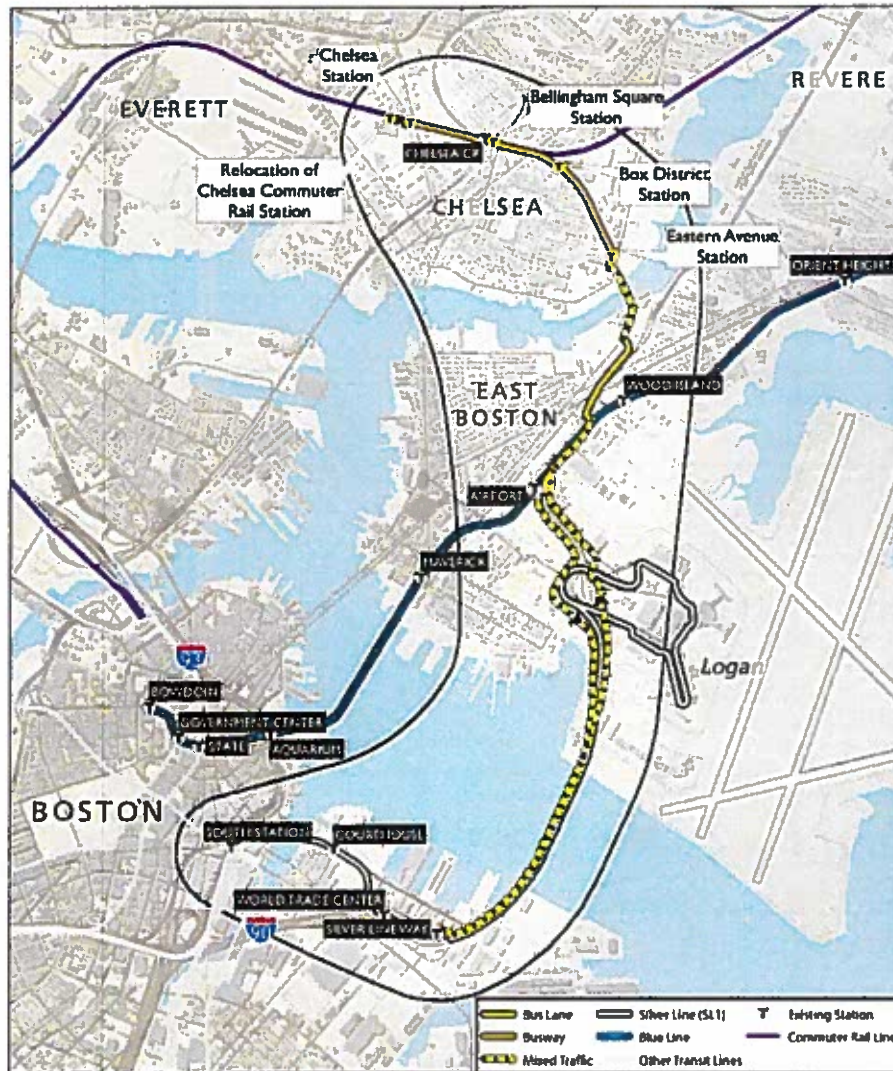 Chelsea
Station
REVERE
EVERETT
Bellingham Square
Station
CHELSEA CR
Relocation of
Chelsea Commuter
Rail Station
Box District
Station
CHELSEA
Eastern Avenue
Station
ORIENT HEIGHTS
EAST
BOSTON
WOOD ISLAND
AIRPORT
MAVERICK
Logan
BOWDOIN
GOVERNMENT CENTER
STATE
AQUARIUM
BOSTON
SOUTH STATION
COURTHOUSE
WORLD TRADE CENTER
SILVER LINE WAY
Bus Lane
Silver Line (SL1)
Existing Station
Busway
Blue Line
Commuter Rail Line
Mixed Traffic
Other Transit Lines